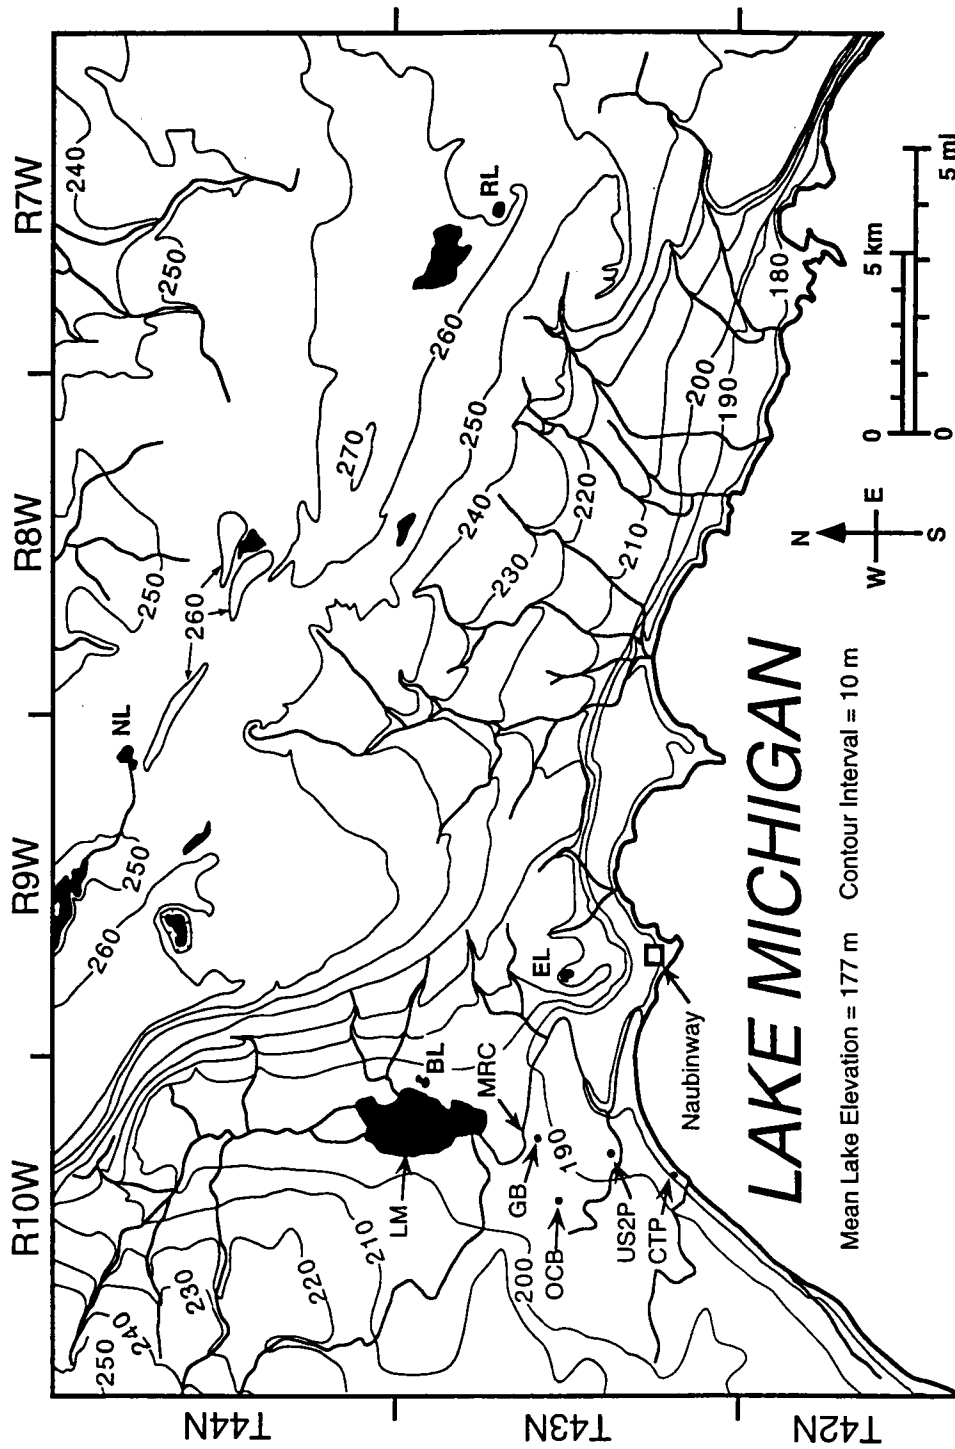 R10W
R9W
R8W
R7W
T44N
T43N
T42N
250
240
230
220
210
200
190
260
250
NL
260
250
270
250
240
260
RL
250
240
230
220
210
200
190
180
LM
BL
MRC
EL
GB
OCB
US2P
CTP
Naubinway
LAKE MICHIGAN
Mean Lake Elevation = 177 m Contour Interval = 10 m
N
W E
S
0 5 km
0 5 mi